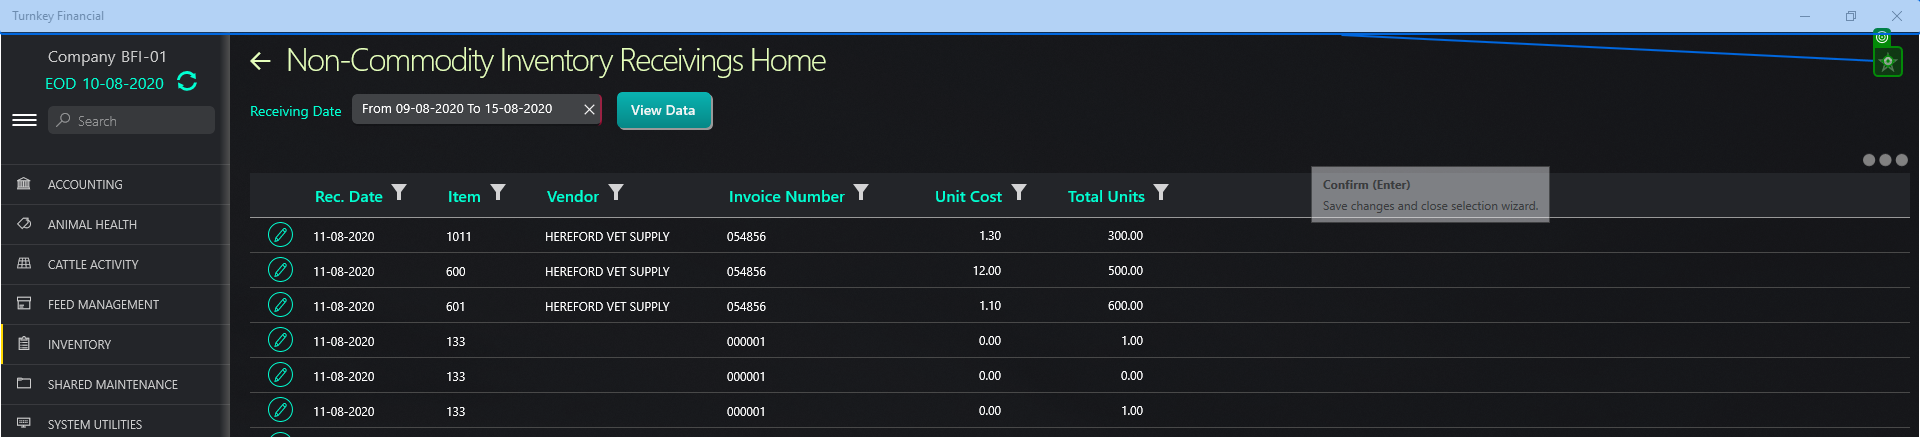 Turnkey Financial
Company BFI-01
EOD 10-08-2020
Search
ACCOUNTING
ANIMAL HEALTH
CATTLE ACTIVITY
FEED MANAGEMENT
INVENTORY
SHARED MAINTENANCE
SYSTEM UTILITIES
Non-Commodity Inventory Receivings Home
Receiving Date From 09-08-2020 To 15-08-2020 View Data
Confirm (Enter)
Save changes and close selection wizard.
Rec. Date Item Vendor Invoice Number Unit Cost Total Units
11-08-2020 1011 HEREFORD VET SUPPLY 054856 1.30 300.00
11-08-2020 600 HEREFORD VET SUPPLY 054856 12.00 500.00
11-08-2020 601 HEREFORD VET SUPPLY 054856 1.10 600.00
11-08-2020 133 000001 0.00 1.00
11-08-2020 133 000001 0.00 0.00
11-08-2020 133 000001 0.00 1.00